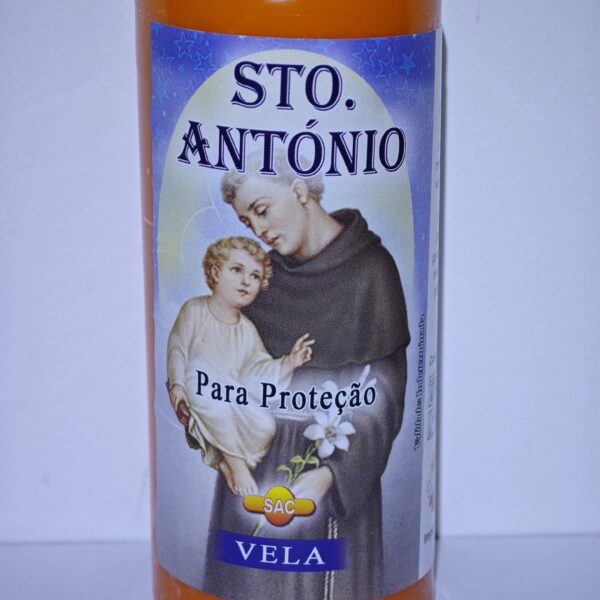 STO.
ANTÓNIO
Para Proteção
SAC
VELA